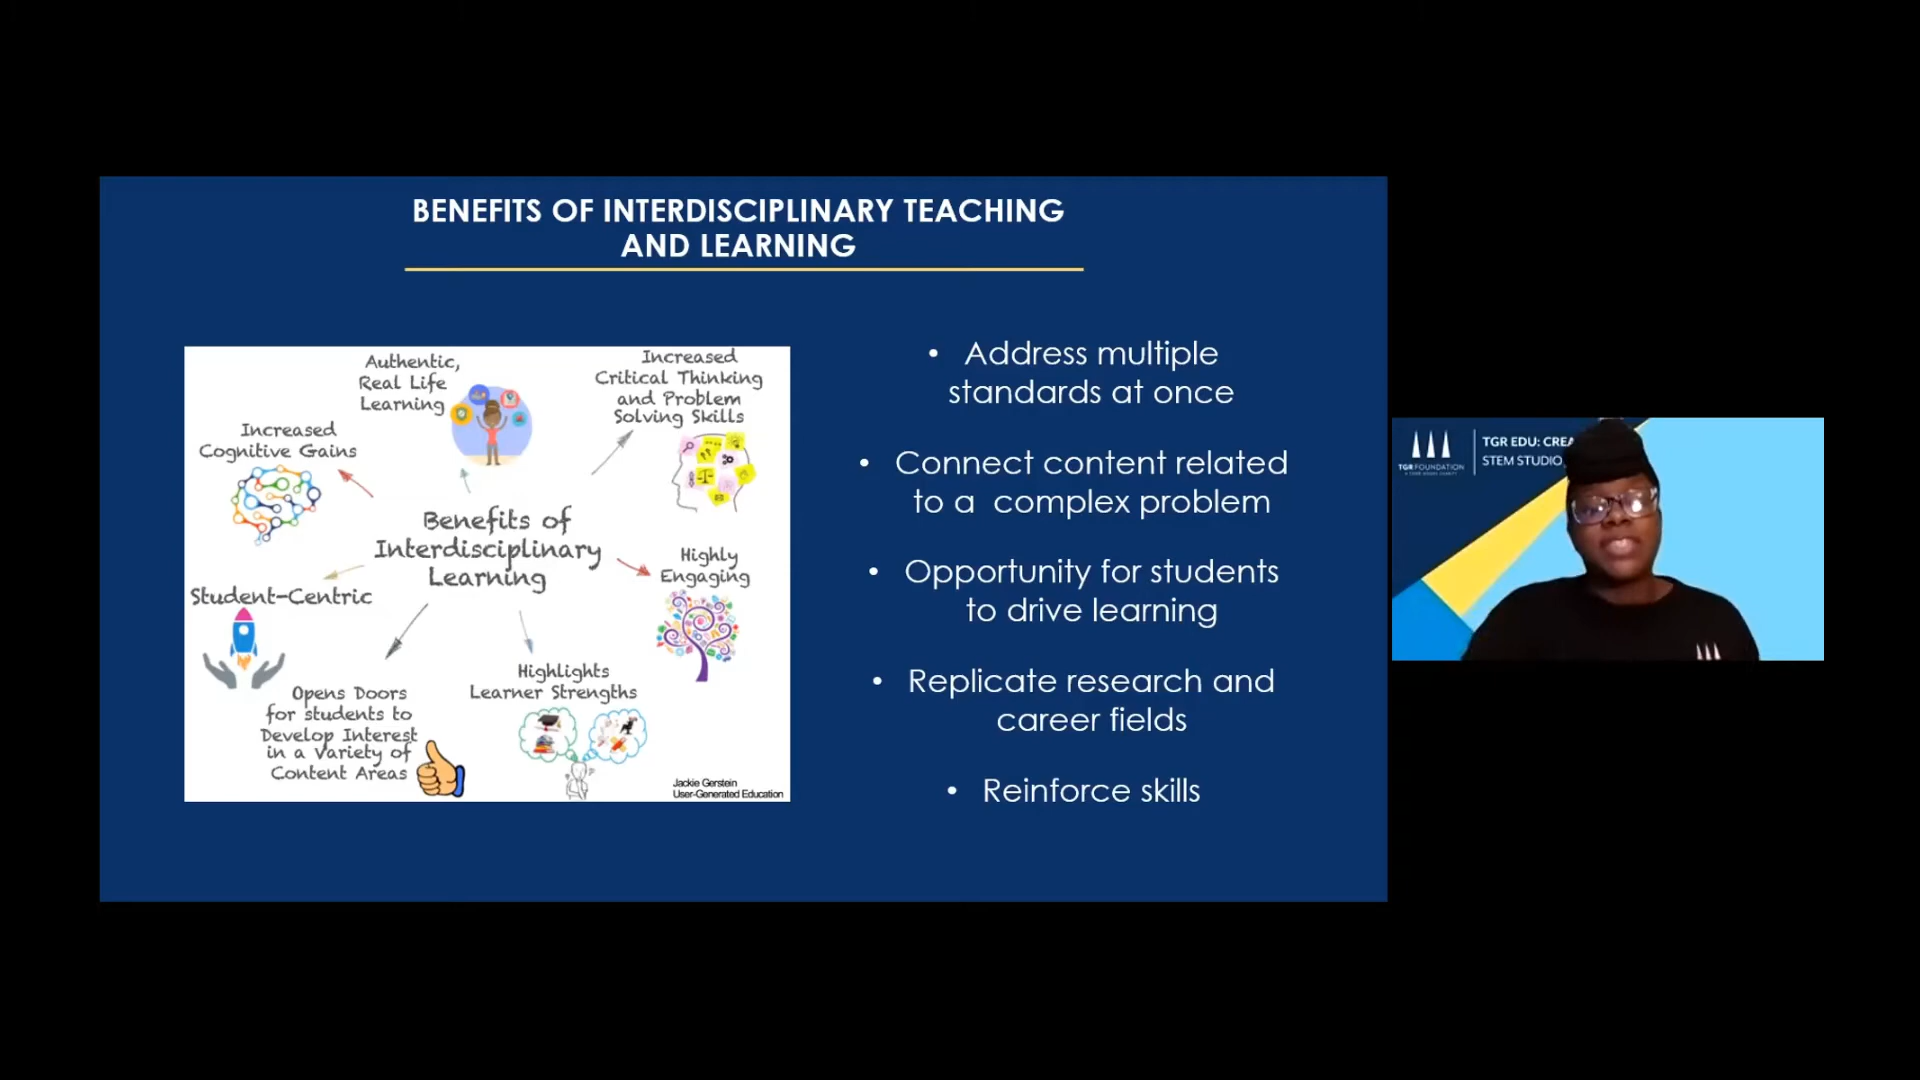 BENEFITS OF INTERDISCIPLINARY TEACHING
AND LEARNING
Authentic,
Real Life
Learning
Increased
Critical Thinking
and Problem
Solving Skills
Increased
Cognitive Gains
Benefits of
Interdisciplinary
Learning
Highly
Engaging
Student-Centric
Highlights
Learner Strengths
Opens Doors
for students to
Develop Interest
in a Variety of
Content Areas
Jackie Gerstein
User-Generated Education
• Address multiple
standards at once
• Connect content related
to a complex problem
• Opportunity for students
to drive learning
• Replicate research and
career fields
• Reinforce skills
TGR FOUNDATION
TGR EDU: CREA
STEM STUDIO